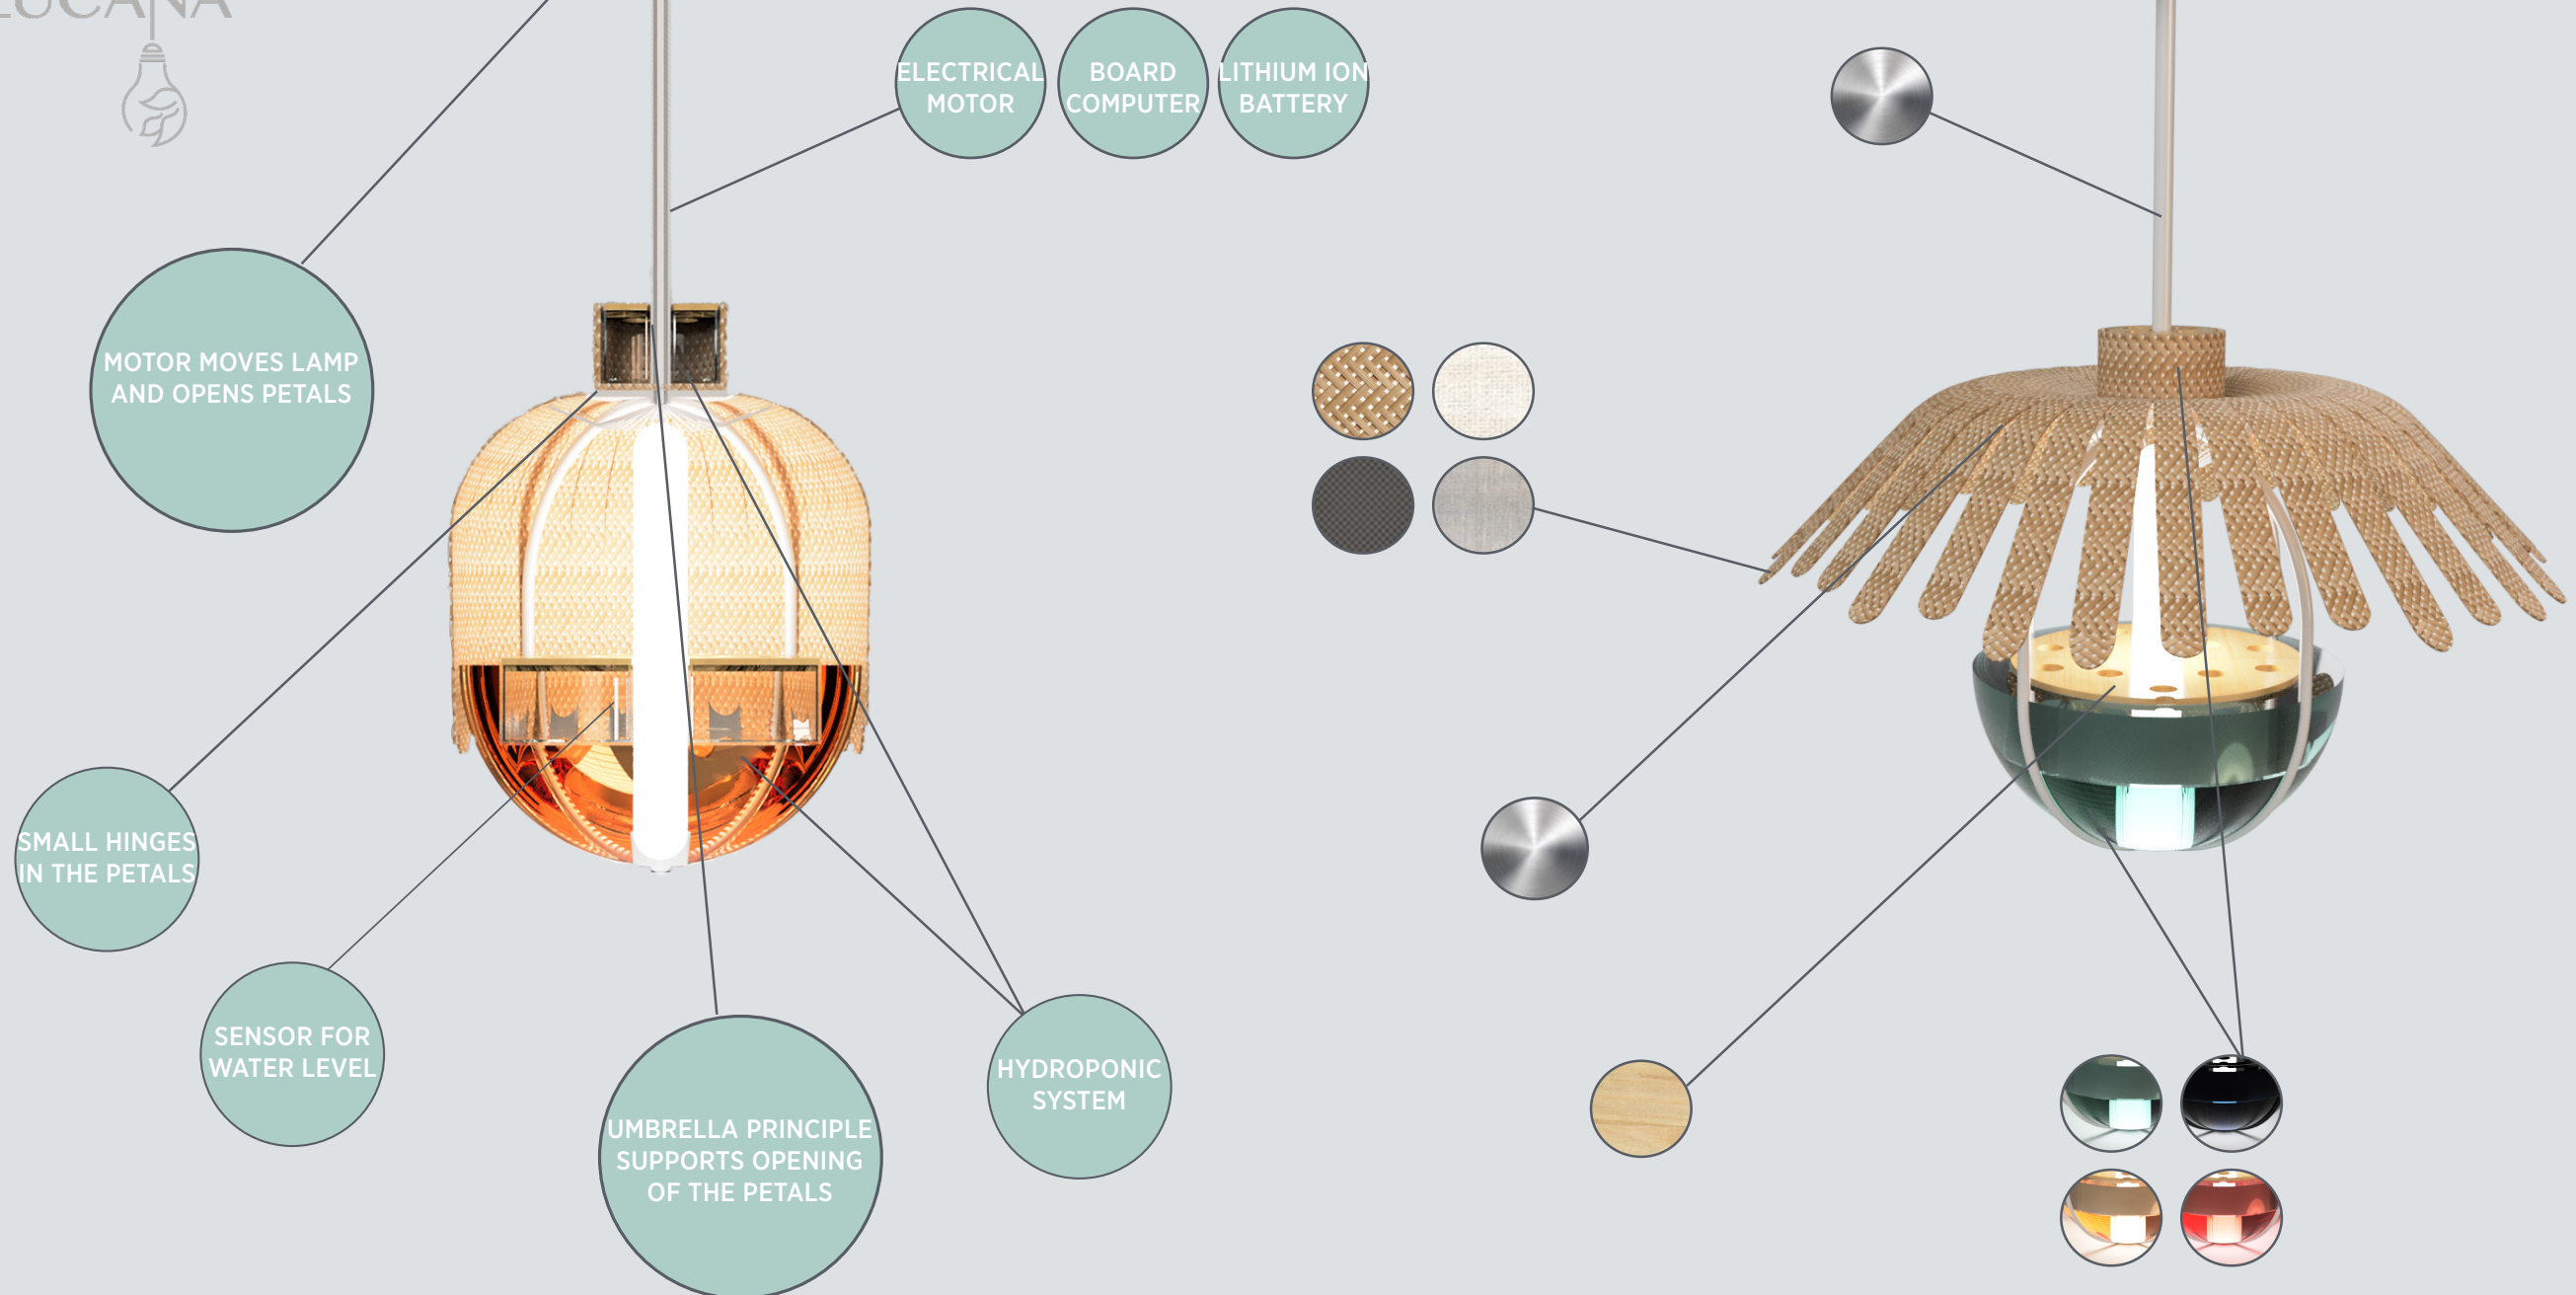 LUCANA
ELECTRICAL
MOTOR
BOARD
COMPUTER
LITHIUM ION
BATTERY
MOTOR MOVES LAMP
AND OPENS PETALS
SMALL HINGES
IN THE PETALS
SENSOR FOR
WATER LEVEL
UMBRELLA PRINCIPLE
SUPPORTS OPENING
OF THE PETALS
HYDROPONIC
SYSTEM